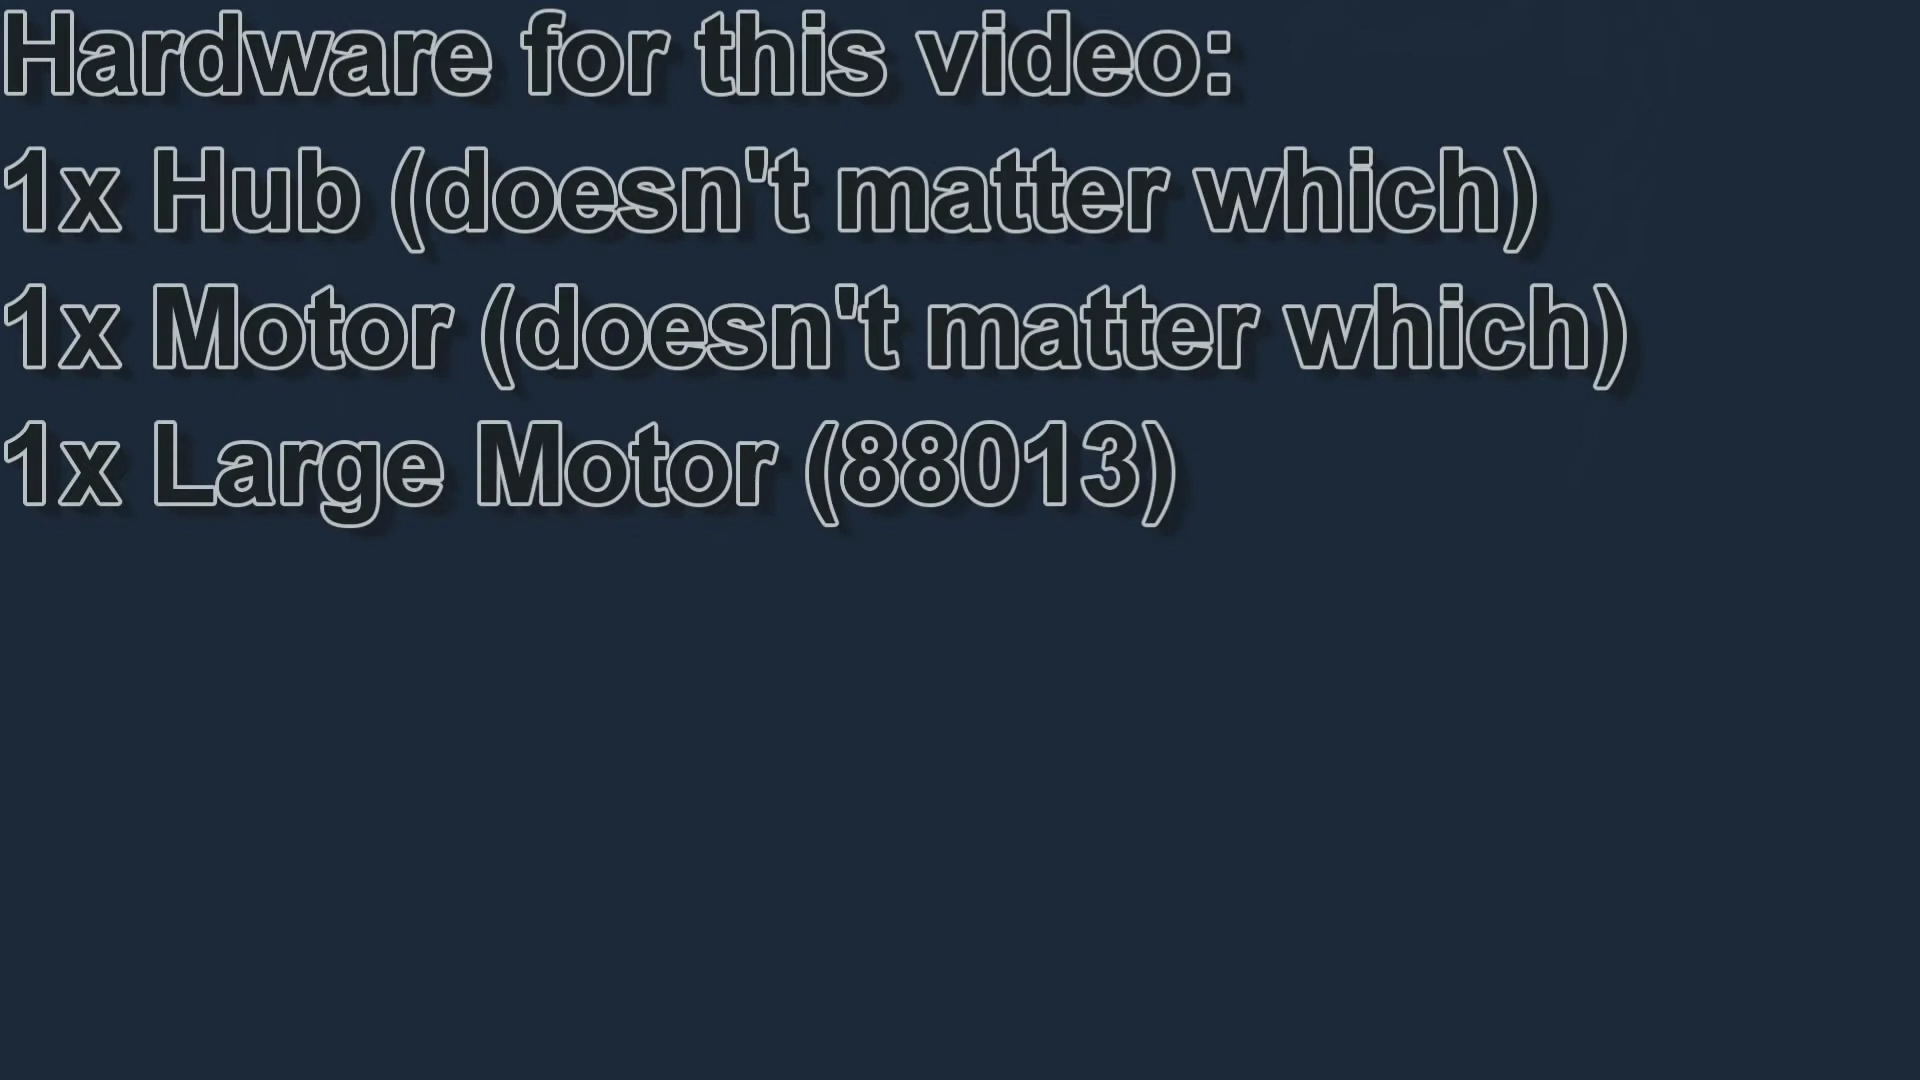 Hardware for this video:
1x Hub (doesn't matter which)
1x Motor (doesn't matter which)
1x Large Motor (88013)